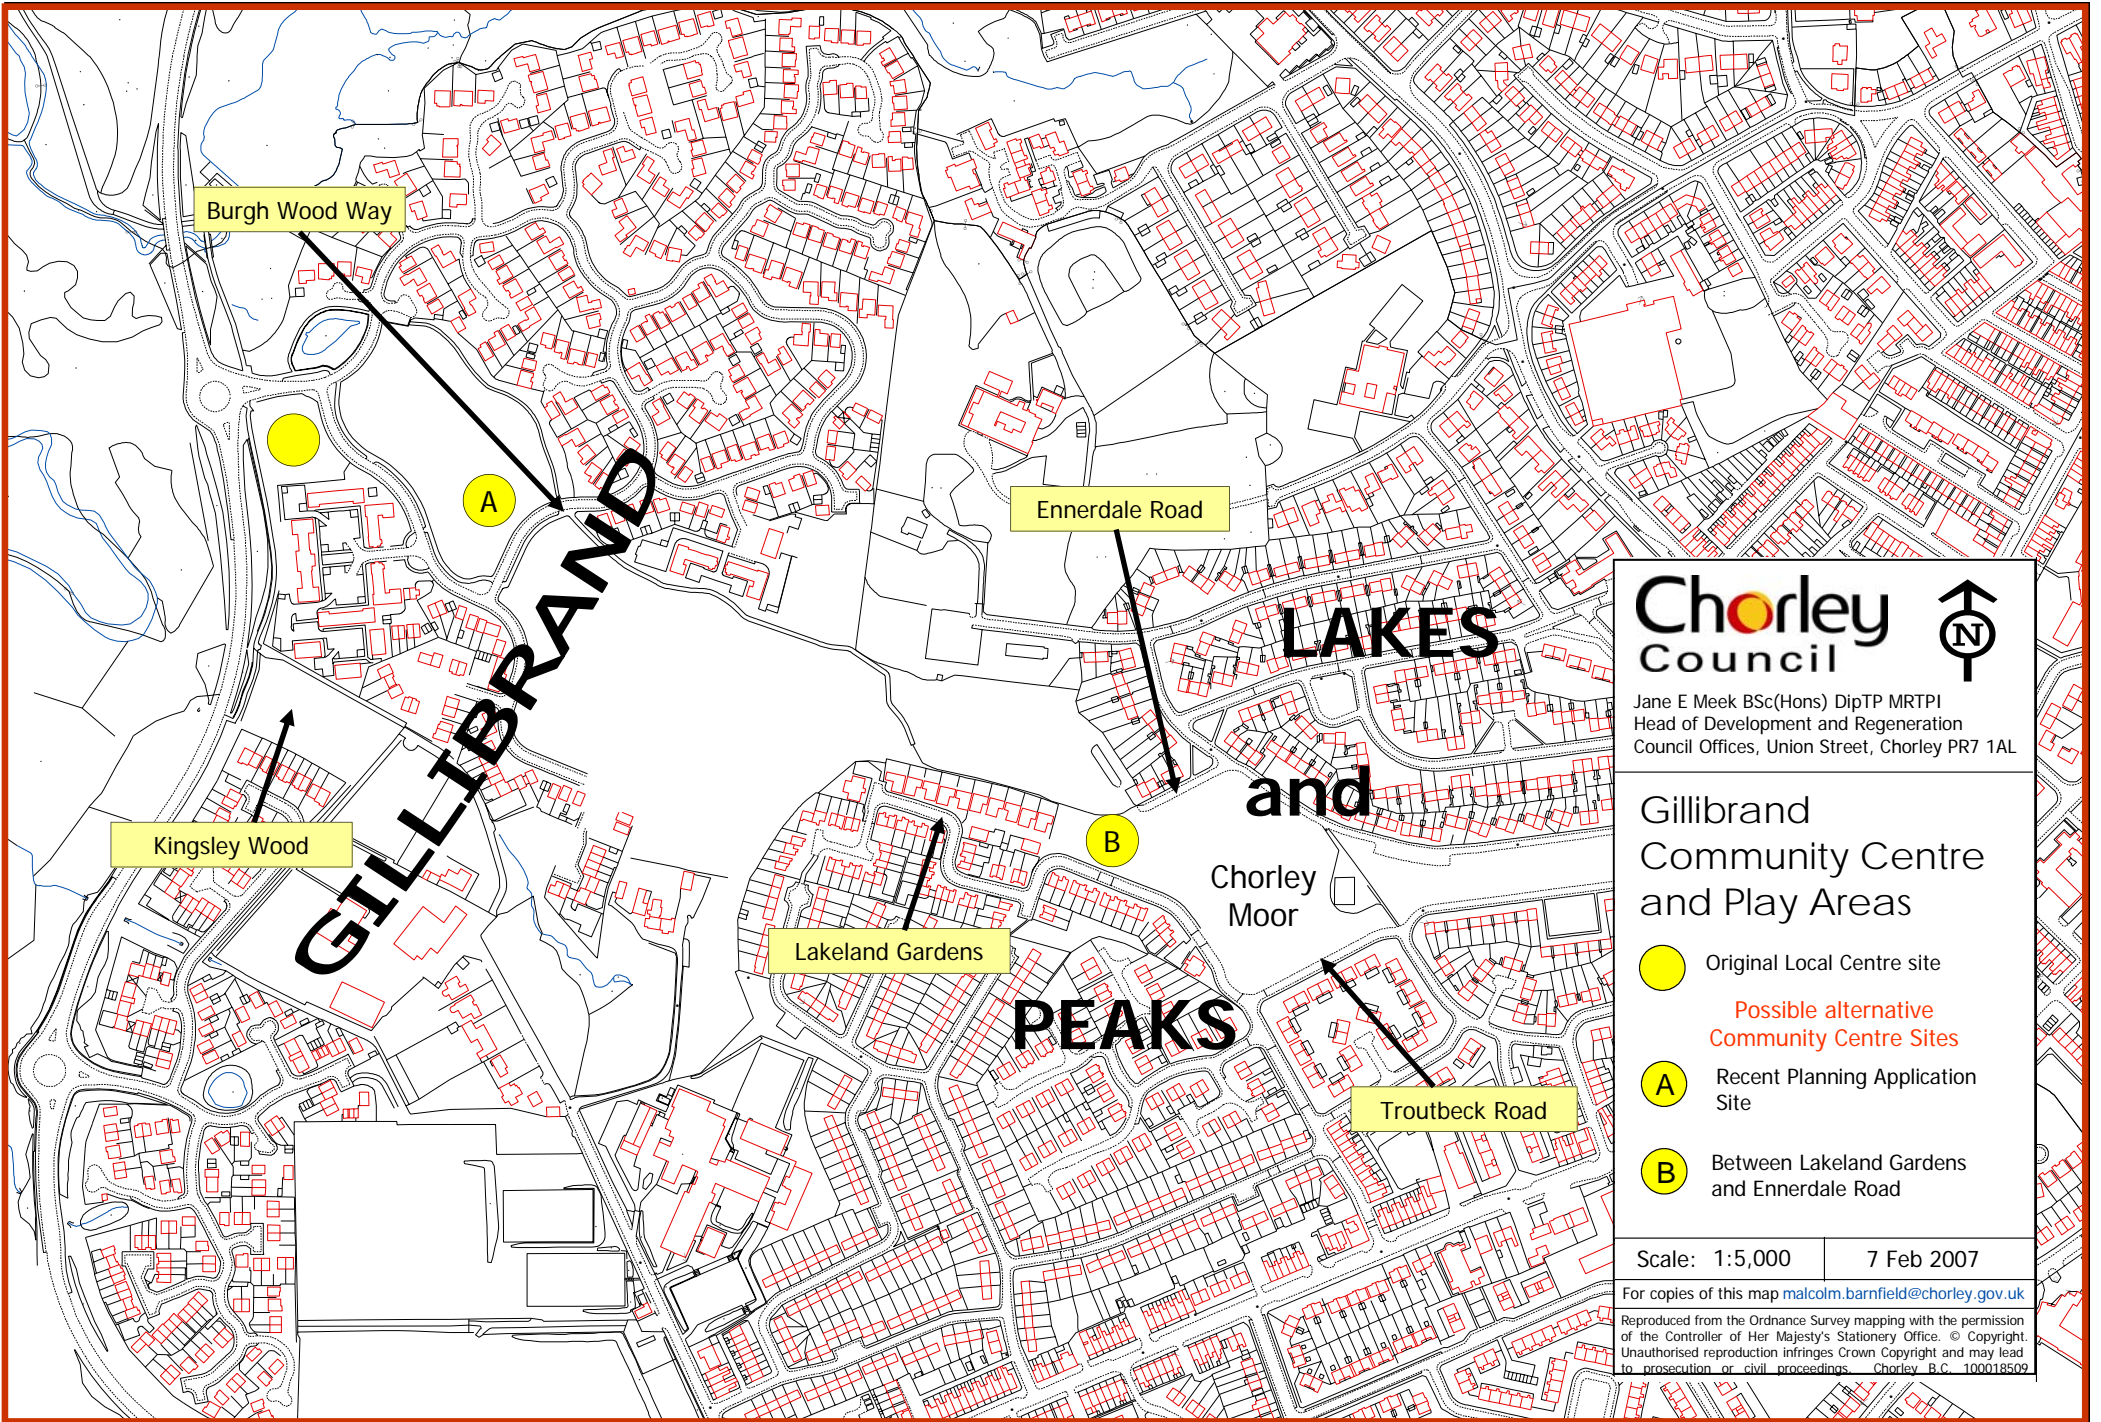 Burgh Wood Way
A
GILLIBRAND
Ennerdale Road
LAKES
and
Kingsley Wood
B
Chorley
Moor
Lakeland Gardens
PEAKS
Troutbeck Road
Chorley
Council
N
Jane E Meek BSc(Hons) DipTP MRTPI
Head of Development and Regeneration
Council Offices, Union Street, Chorley PR7 1AL
Gillibrand
Community Centre
and Play Areas
Original Local Centre site
Possible alternative
Community Centre Sites
A
Recent Planning Application
Site
B
Between Lakeland Gardens
and Ennerdale Road
Scale: 1:5,000
7 Feb 2007
For copies of this map malcolm.barnfield@chorley.gov.uk
Reproduced from the Ordnance Survey mapping with the permission
of the Controller of Her Majesty's Stationery Office. © Copyright.
Unauthorised reproduction infringes Crown Copyright and may lead
to prosecution or civil proceedings. Chorley B.C. 100018509